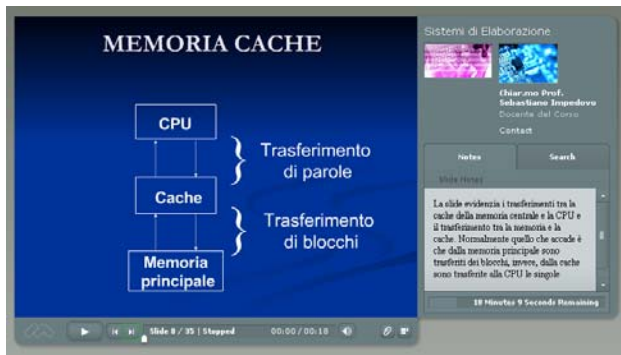 MEMORIA CACHE
CPU
Trasferimento
di parole
Cache
Trasferimento
di blocchi
Memoria
principale
Slide 8 / 35 | Stopped
00:00 / 00:18
Sistemi di Elaborazione
Chiar.mo Prof.
Sebastiano Impedovo
Docente del Corso
Contact
Notes
Search
Slide Notes
La slide evidenzia i trasferimenti tra la
cache della memoria centrale e la CPU e
il trasferimento tra la memoria e la
cache. Normalmente quello che accade è
che dalla memoria principale sono
trasferiti dei blocchi, invece, dalla cache
sono trasferite alla CPU le singole
18 Minutes 9 Seconds Remaining